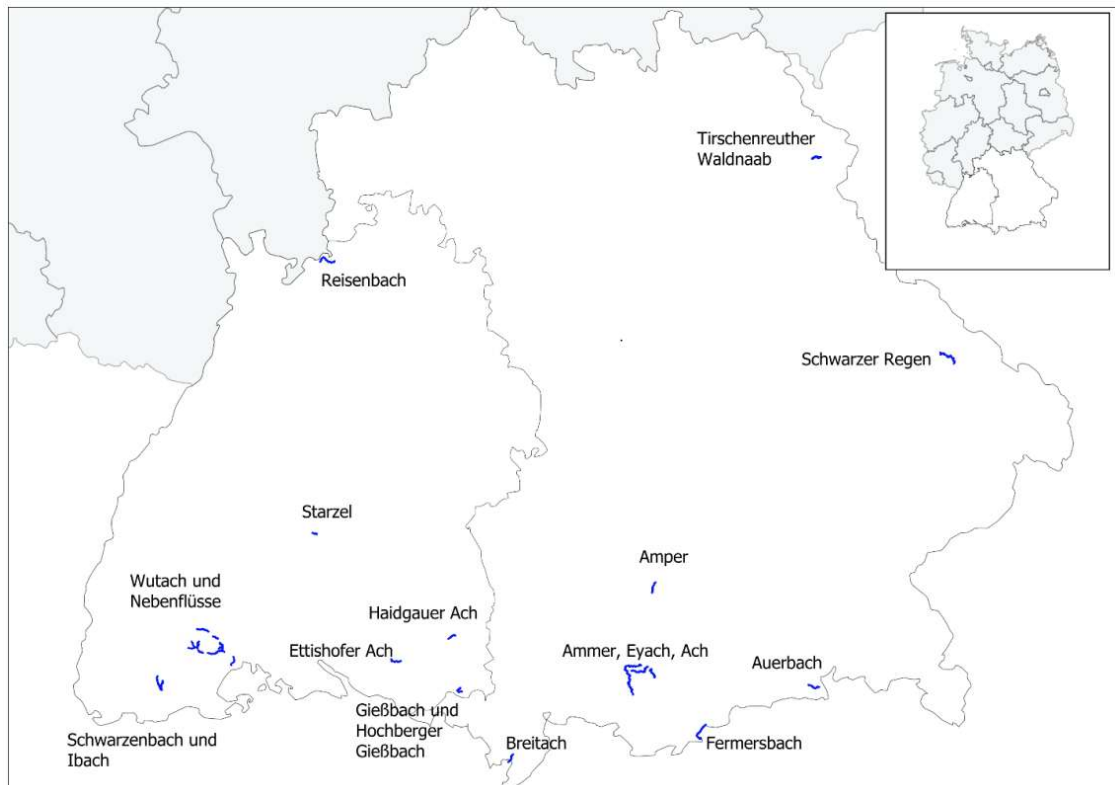 Tirschenreuther
Waldnaab
Reisenbach
Schwarzer Regen
Starzel
Amper
Wutach und
Nebenflüsse
Haidgauer Ach
Ettishofer Ach
Ammer, Eyach, Ach
Auerbach
Gießbach und
Hochberger
Gießbach
Schwarzenbach und
Ibach
Breitach
Fermersbach